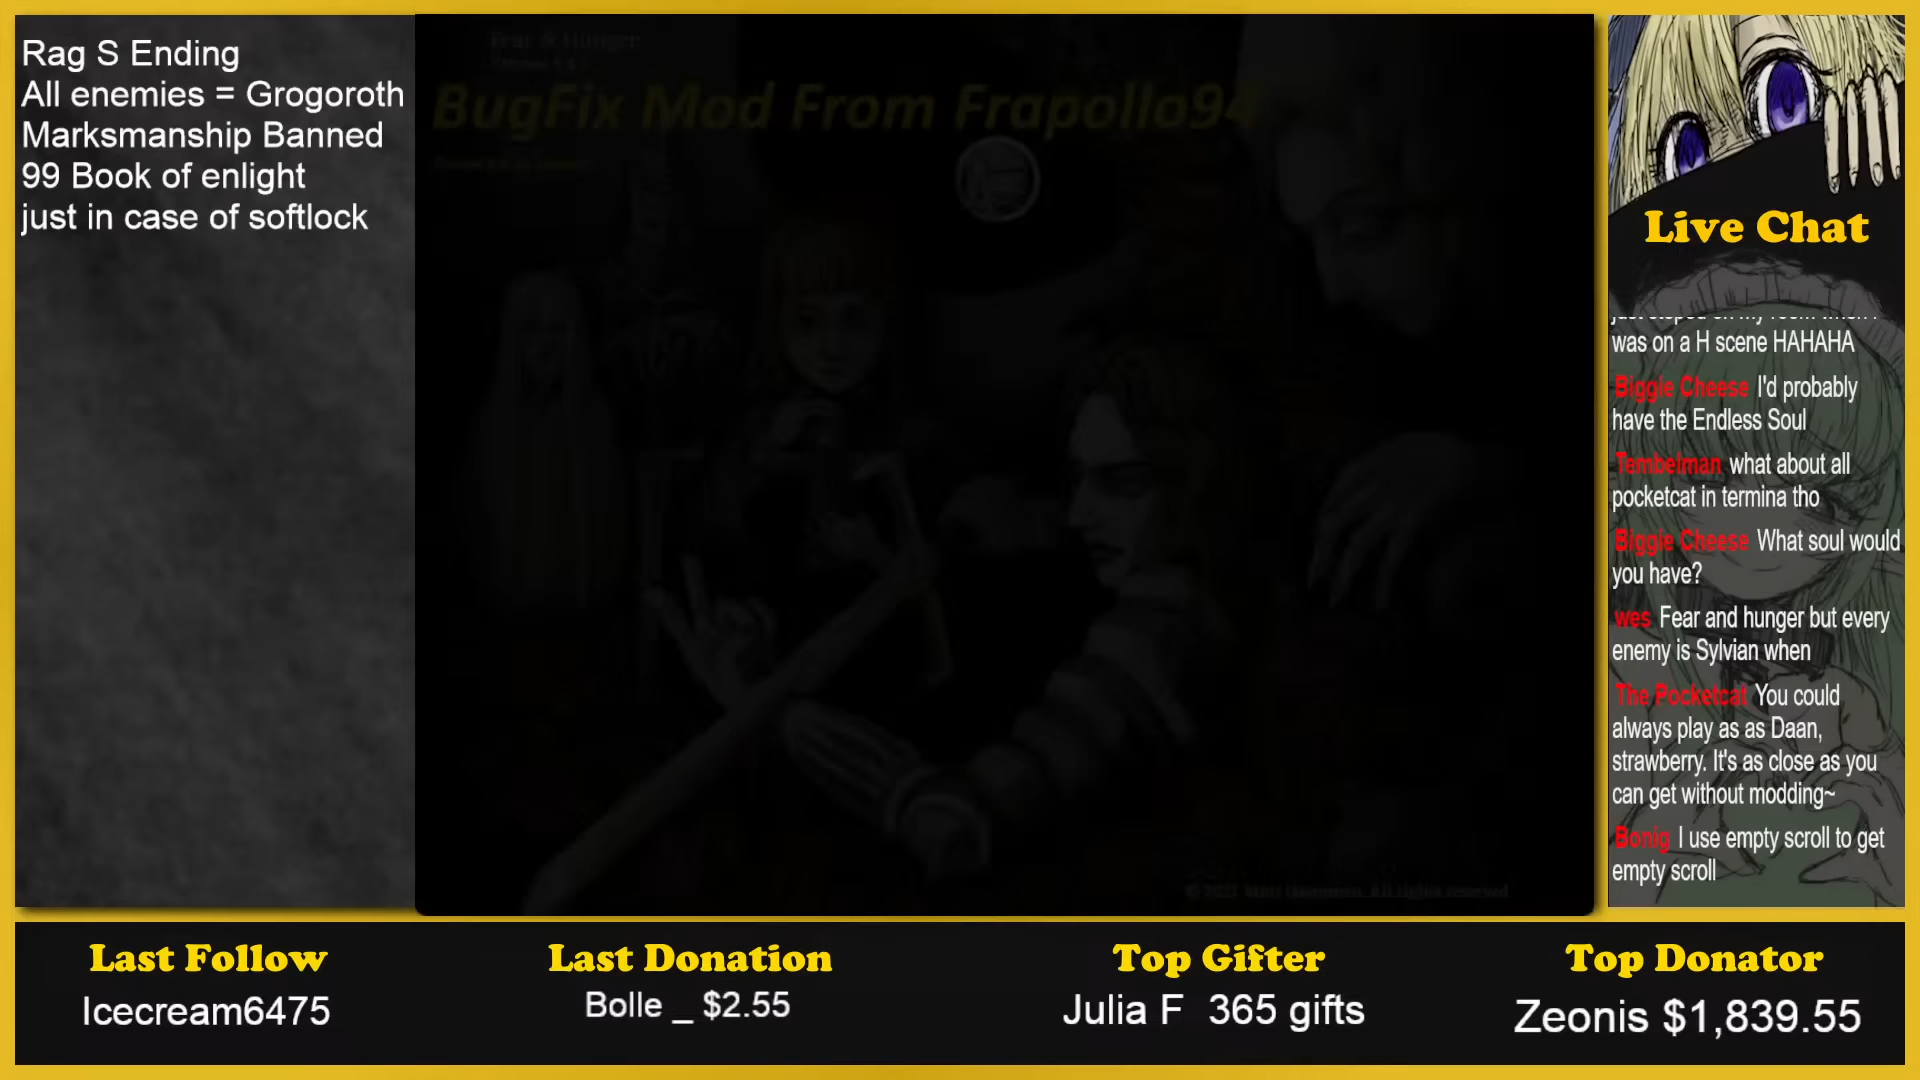 Rag S Ending
All enemies = Grogoroth
Marksmanship Banned
99 Book of enlight
just in case of softlock
Fear & Hunger
BugFix Mod From Frapollo94
Live Chat
was on a H scene HAHAHA
Biggie Cheese I'd probably
have the Endless Soul
Tembelman what about all
pocketcat in termina tho
Biggie Cheese What soul would
you have?
wes Fear and hunger but every
enemy is Sylvian when
The Pocketcat You could
always play as as Daan,
strawberry. It's as close as you
can get without modding~
Bonig I use empty scroll to get
empty scroll
Last Follow
Icecream6475
Last Donation
Bolle _ $2.55
Top Gifter
Julia F 365 gifts
Top Donator
Zeonis $1,839.55